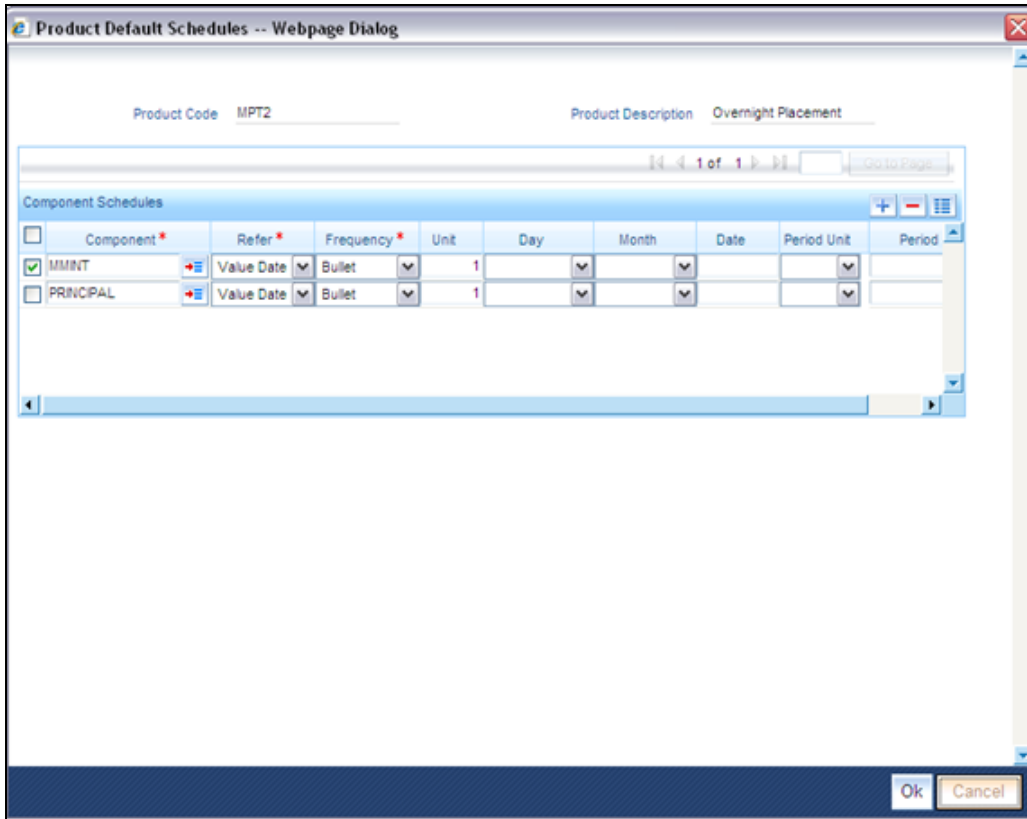 Product Default Schedules -- Webpage Dialog
Product Code MPT2 Product Description Overnight Placement
1 of 1 Go to Page
Component Schedules
Component * Refer * Frequency * Unit Day Month Date Period Unit Period
MMINT Value Date Bullet 1
PRINCIPAL Value Date Bullet 1
Ok Cancel